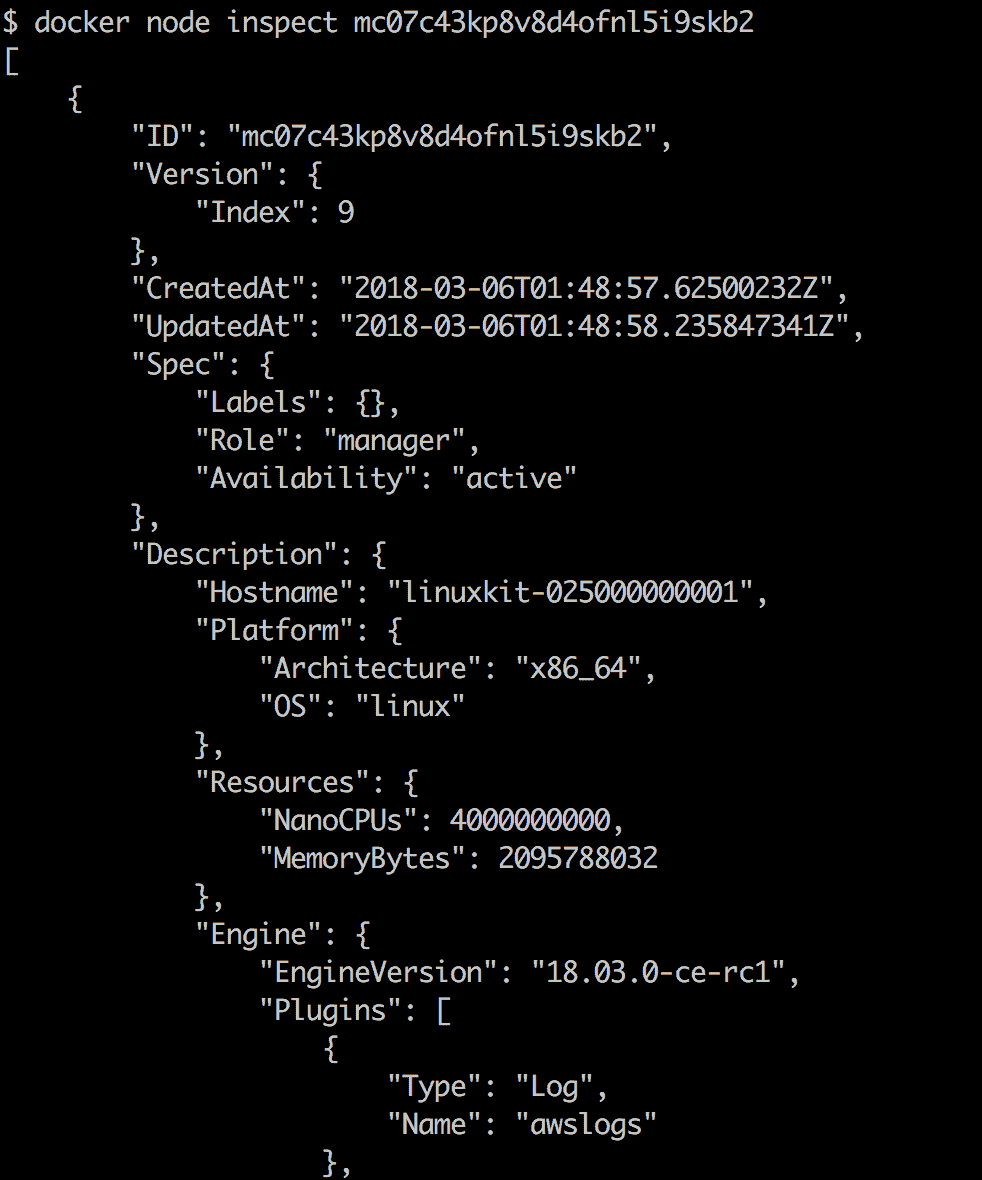 $ docker node inspect mc07c43kp8v8d4ofnl5i9skb2
[
    {
        "ID": "mc07c43kp8v8d4ofnl5i9skb2",
        "Version": {
            "Index": 9
        },
        "CreatedAt": "2018-03-06T01:48:57.62500232Z",
        "UpdatedAt": "2018-03-06T01:48:58.235847341Z",
        "Spec": {
            "Labels": {},
            "Role": "manager",
            "Availability": "active"
        },
        "Description": {
            "Hostname": "linuxkit-025000000001",
            "Platform": {
                "Architecture": "x86_64",
                "OS": "linux"
            },
            "Resources": {
                "NanoCPUs": 4000000000,
                "MemoryBytes": 2095788032
            },
            "Engine": {
                "EngineVersion": "18.03.0-ce-rc1",
                "Plugins": [
                    {
                        "Type": "Log",
                        "Name": "awslogs"
                    },